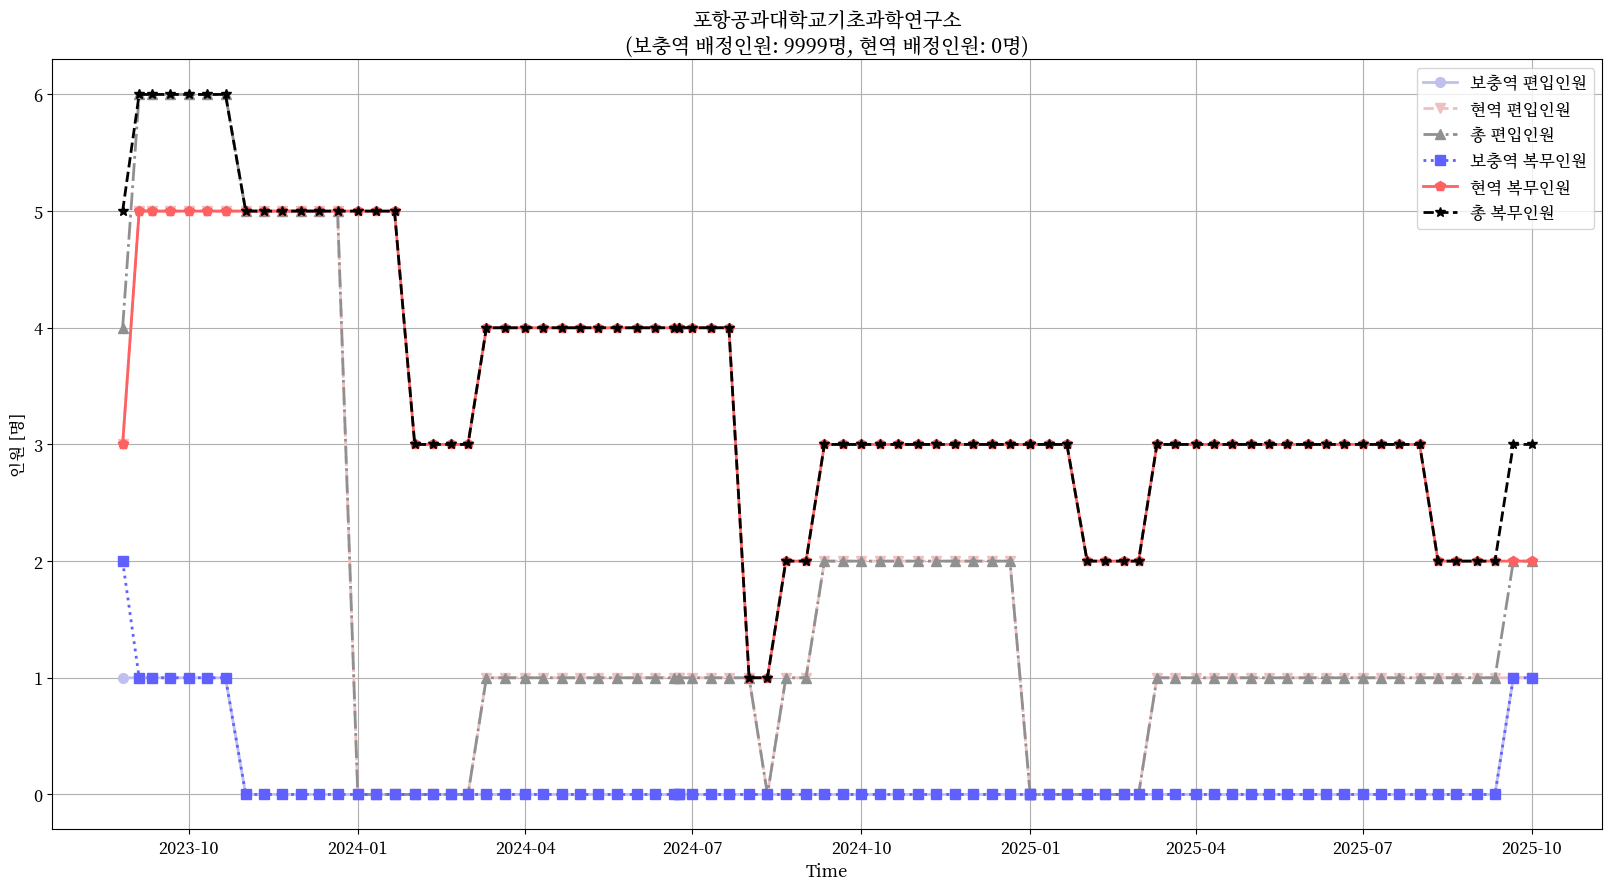 포항공과대학교기초과학연구소
(보충역 배정인원: 9999명, 현역 배정인원: 0명)
보충역 편입인원
현역 편입인원
총 편입인원
보충역 복무인원
현역 복무인원
총 복무인원
인원 [명]
6
5
4
3
2
1
0
2023-10
2024-01
2024-04
2024-07
2024-10
2025-01
2025-04
2025-07
2025-10
Time